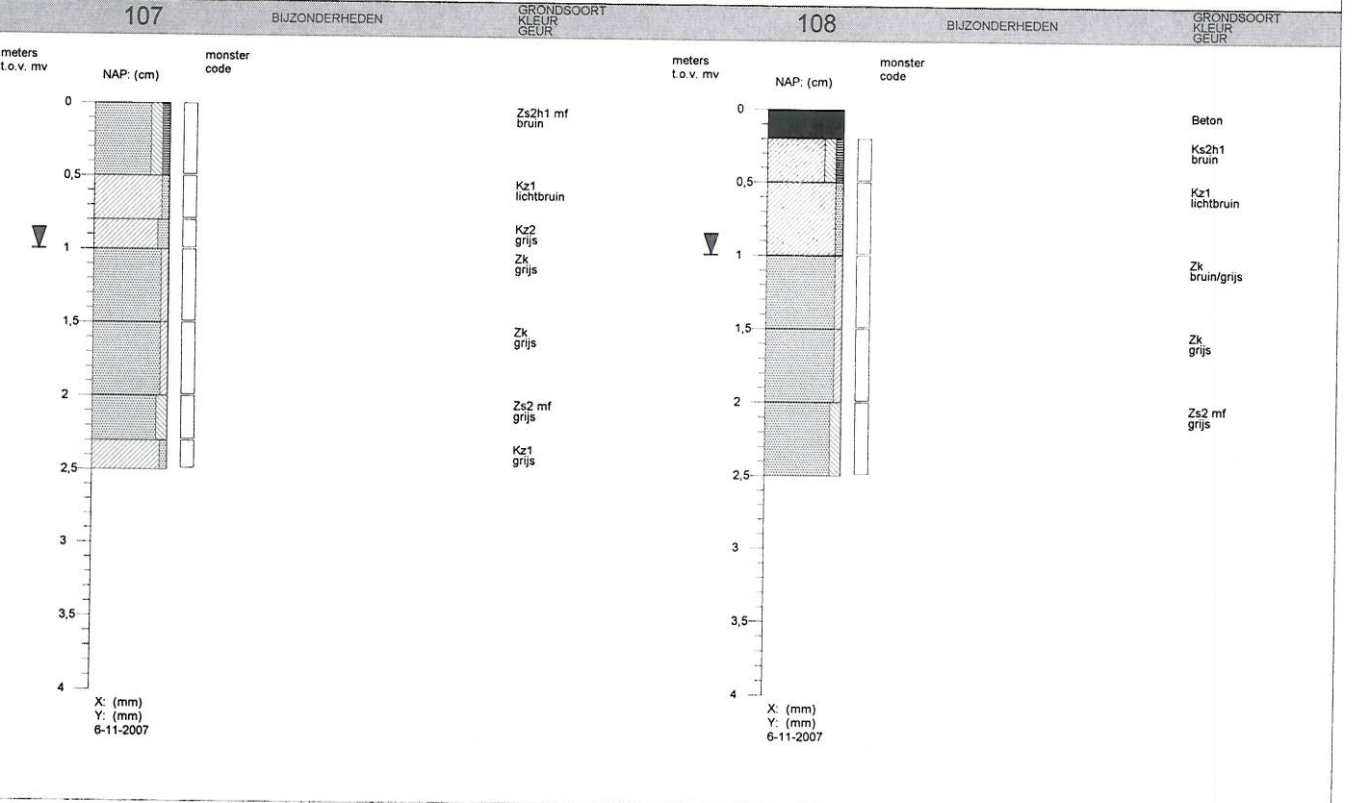 107
BIJZONDERHEDEN
GRONDSOORT
KLEUR
GEUR
meters
t.o.v. mv
NAP: (cm)
monster
code
0
0,5
1
1,5
2
2,5
3
3,5
4
Zs2h1 mf
bruin
Kz1
lichtbruin
Kz2
grijs
Zk
grijs
Zk
grijs
Zs2 mf
grijs
Kz1
grijs
X: (mm)
Y: (mm)
6-11-2007
108
BIJZONDERHEDEN
GRONDSOORT
KLEUR
GEUR
meters
t.o.v. mv
NAP: (cm)
monster
code
0
0,5
1
1,5
2
2,5
3
3,5
4
Beton
Ks2h1
bruin
Kz1
lichtbruin
Zk
bruin/grijs
Zk
grijs
Zs2 mf
grijs
X: (mm)
Y: (mm)
6-11-2007